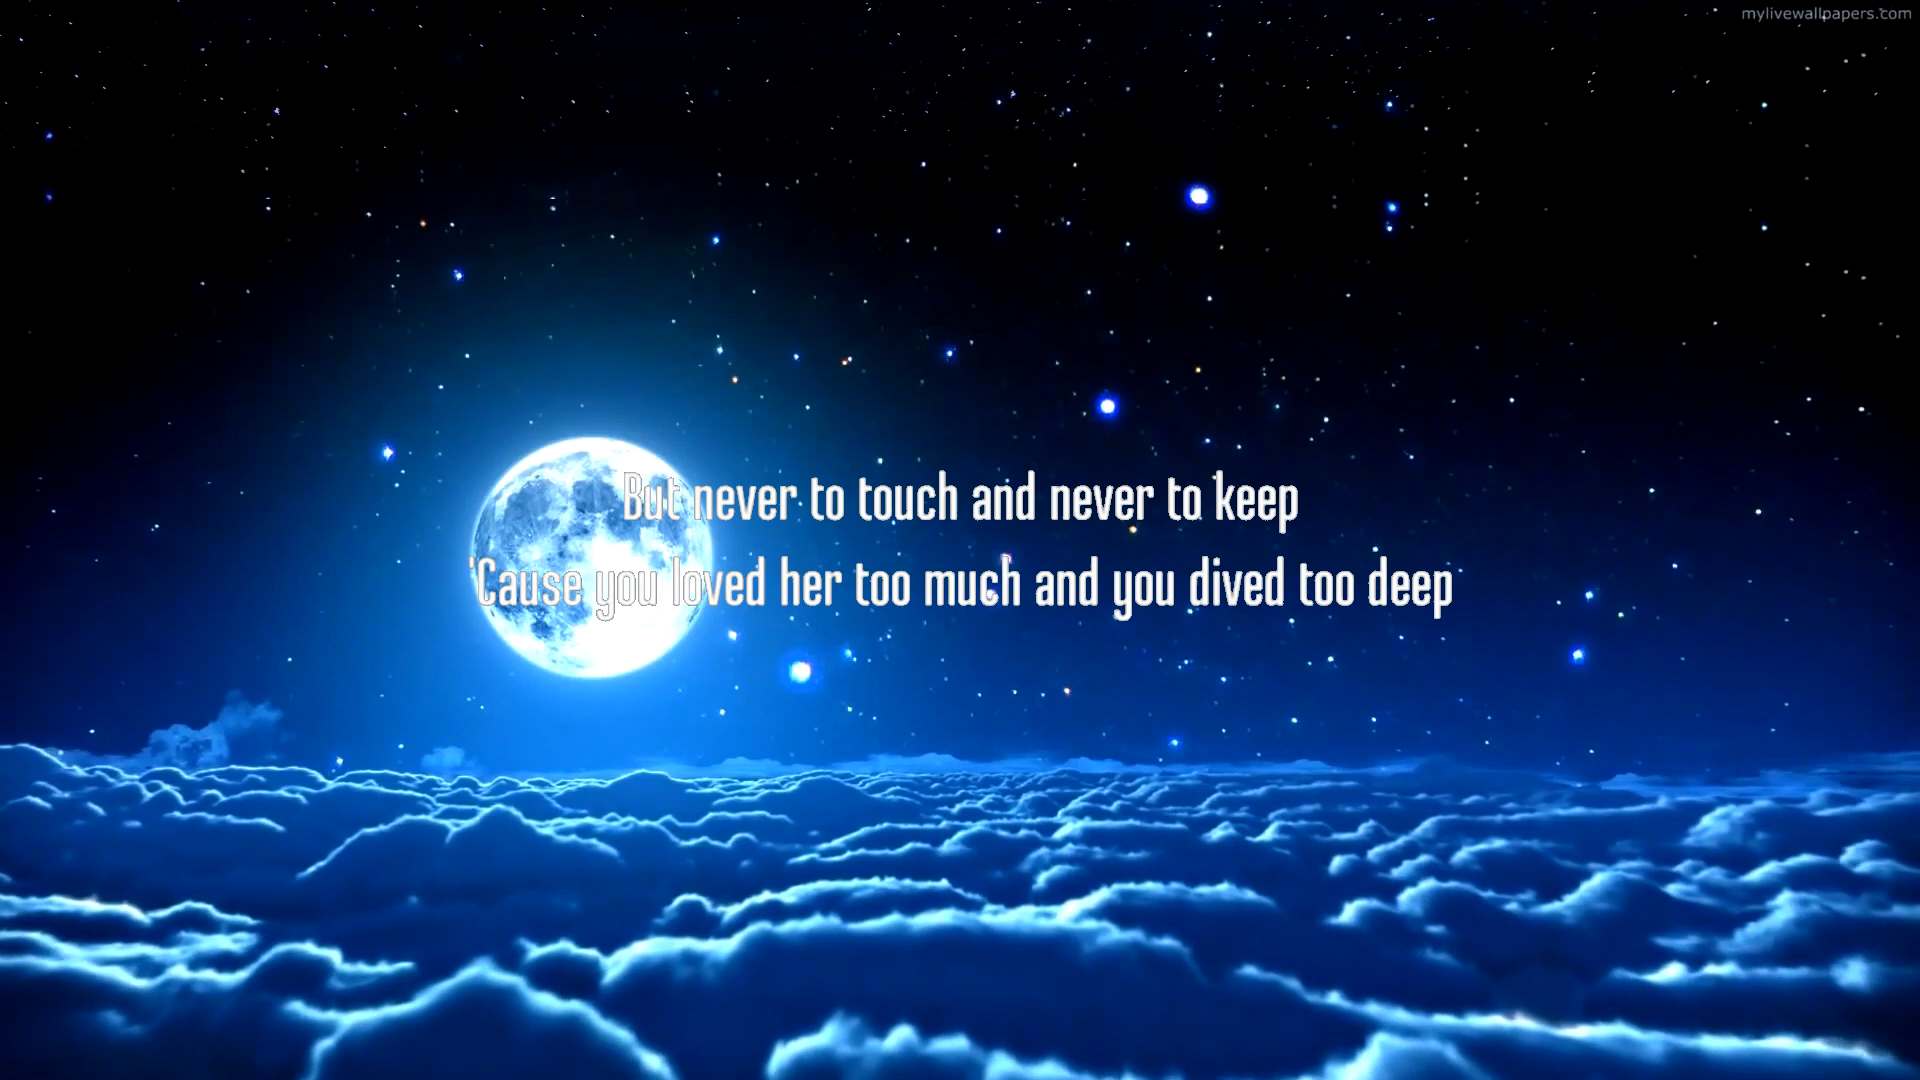 mylivewallpapers.com
But never to touch and never to keep
'Cause you loved her too much and you dived too deep